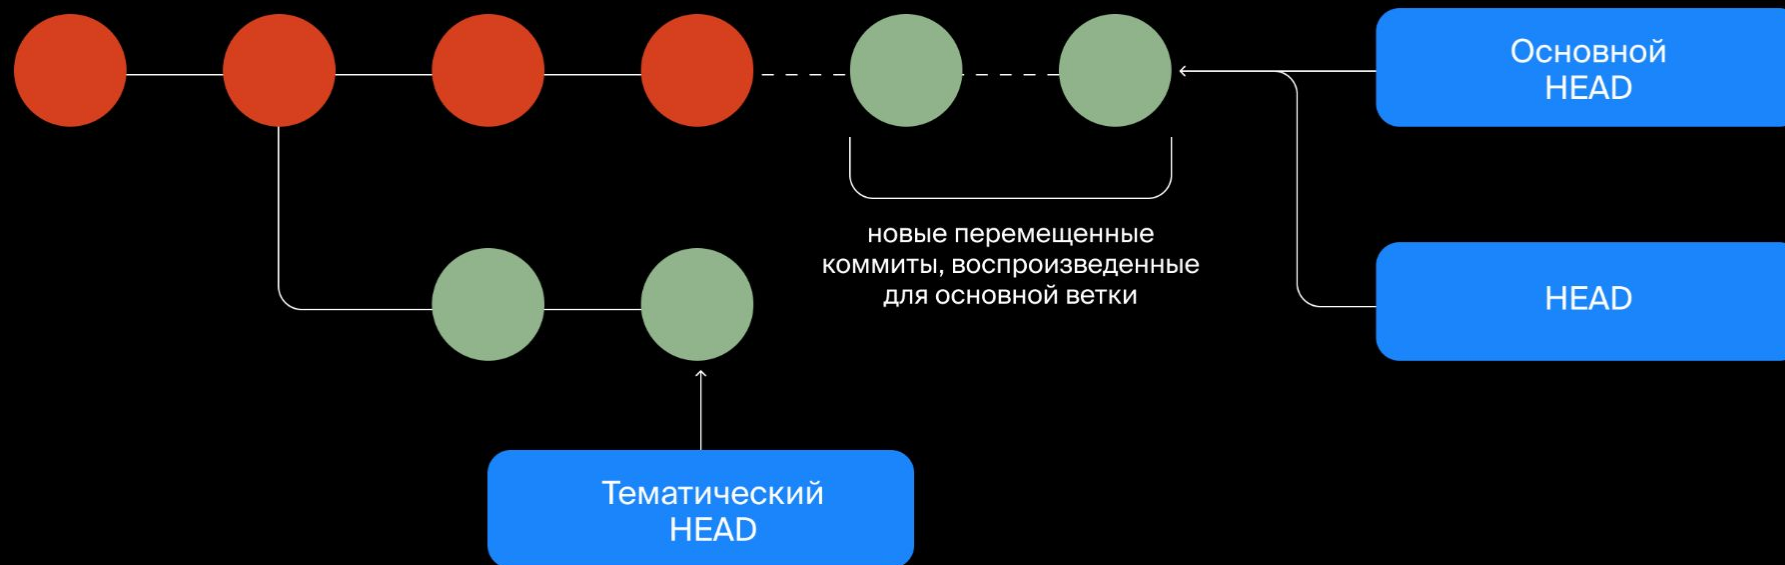 Основной
HEAD
новые перемещенные
коммиты, воспроизведенные
для основной ветки
HEAD
Тематический
HEAD